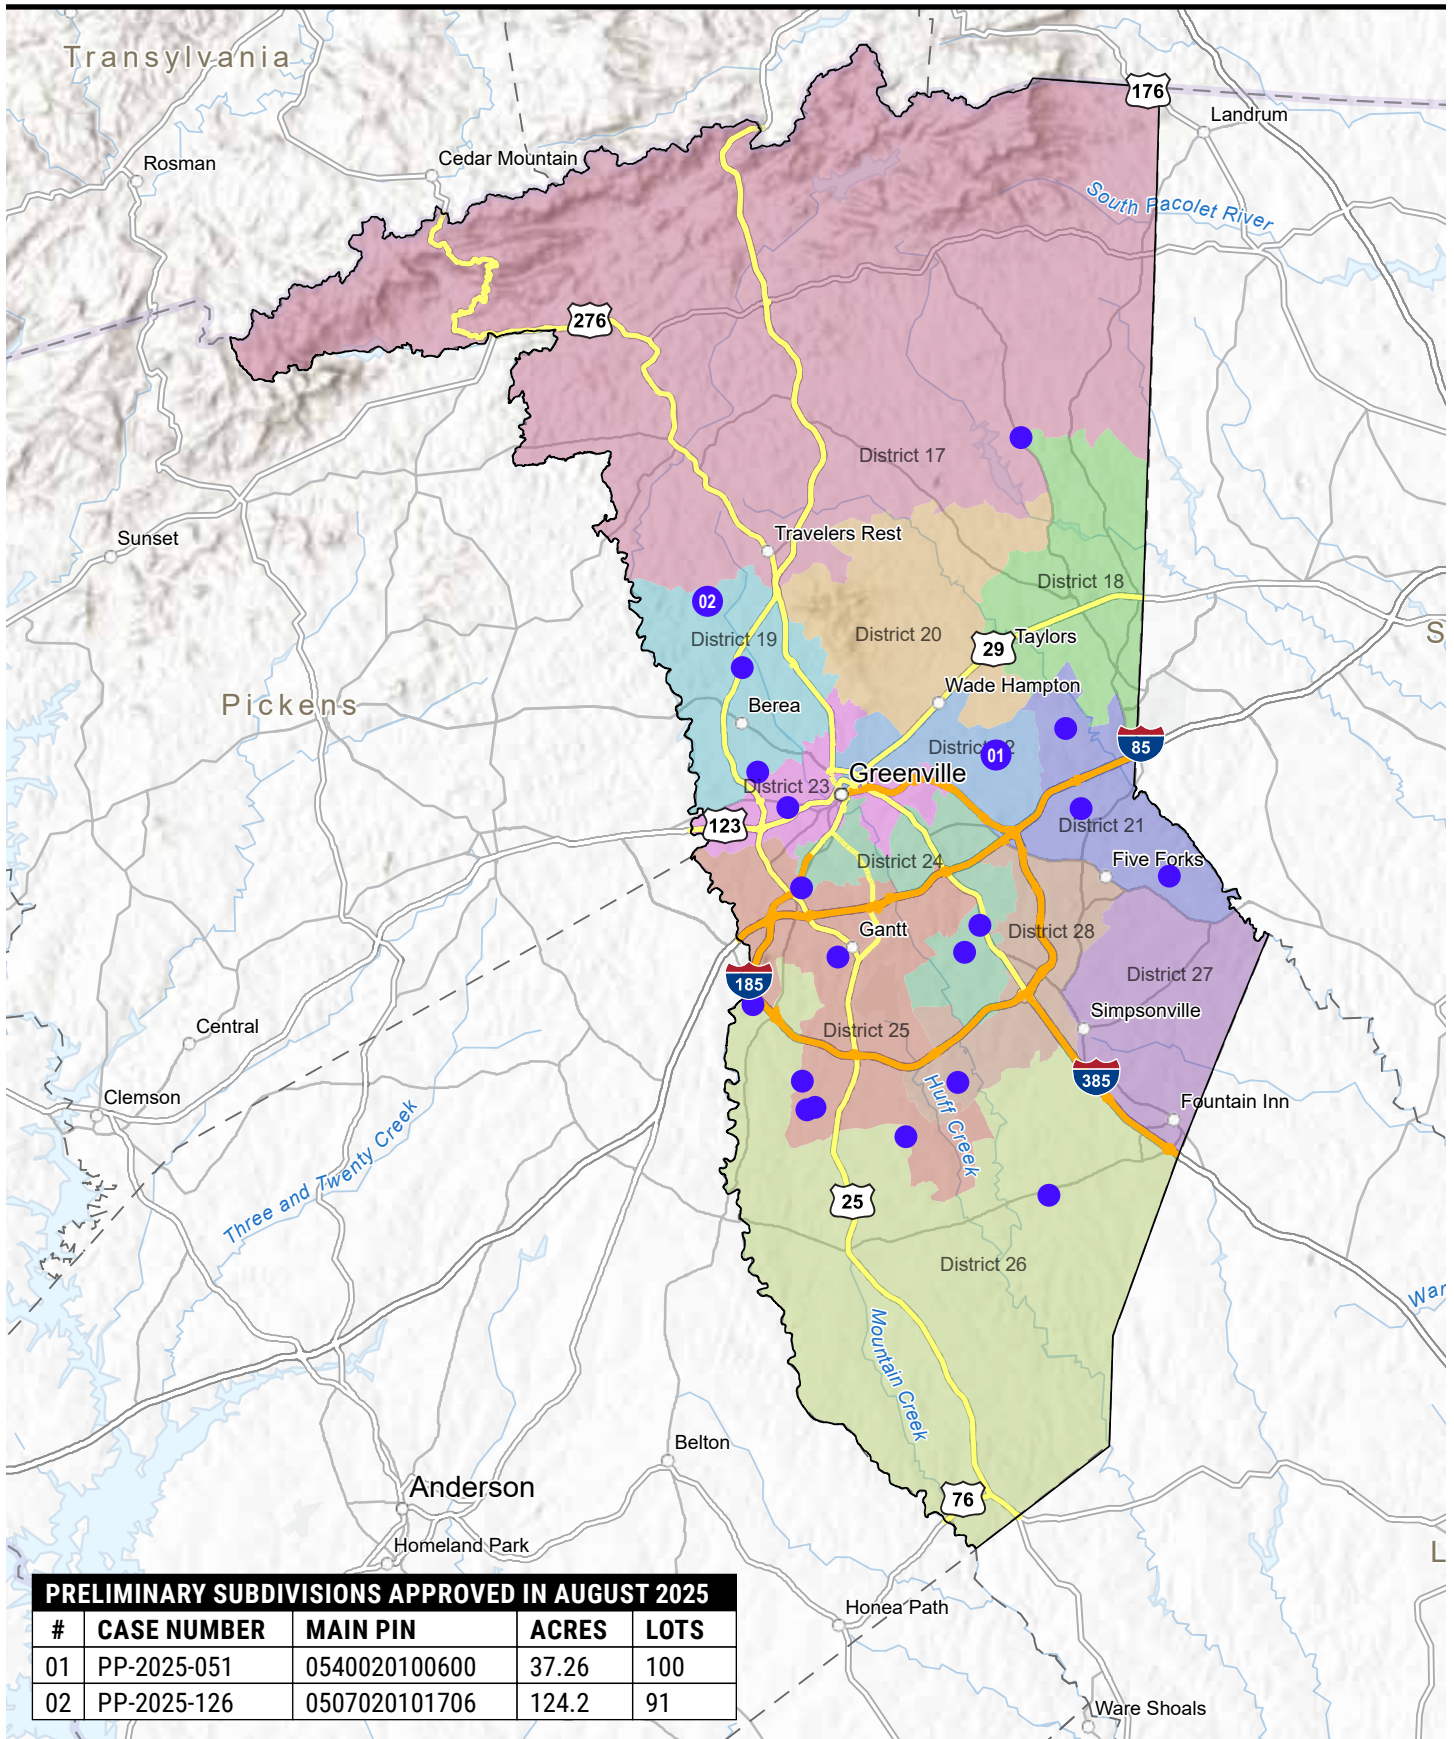 Transylvania
176
Landrum
Rosman
Cedar Mountain
South Pacolet River
276
District 17
Sunset
Travelers Rest
District 18
02
District 19
District 20
29
Taylors
S
Wade Hampton
Pickens
Berea
01
85
Greenville
District 23
123
District 21
District 24
Five Forks
Gantt
District 28
District 27
185
Central
District 25
Simpsonville
385
Clemson
Huff Creek
Fountain Inn
Three and Twenty Creek
25
District 26
War
Mountain Creek
Belton
Anderson
76
Homeland Park
L
PRELIMINARY SUBDIVISIONS APPROVED IN AUGUST 2025
# CASE NUMBER MAIN PIN ACRES LOTS
01 PP-2025-051 0540020100600 37.26 100
02 PP-2025-126 0507020101706 124.2 91
Honea Path
Ware Shoals